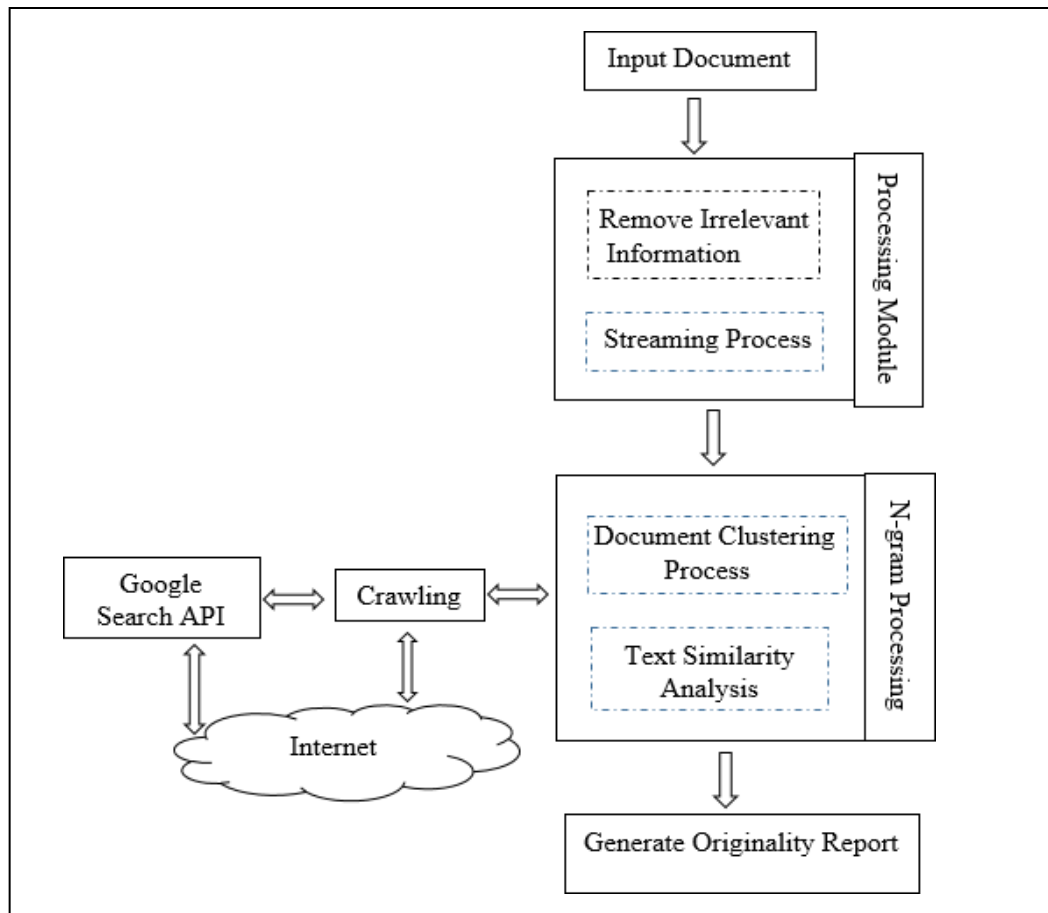 Input Document
Remove Irrelevant
Information
Streaming Process
Processing Module
Document Clustering
Process
Text Similarity
Analysis
N-gram Processing
Google
Search API
Crawling
Internet
Generate Originality Report